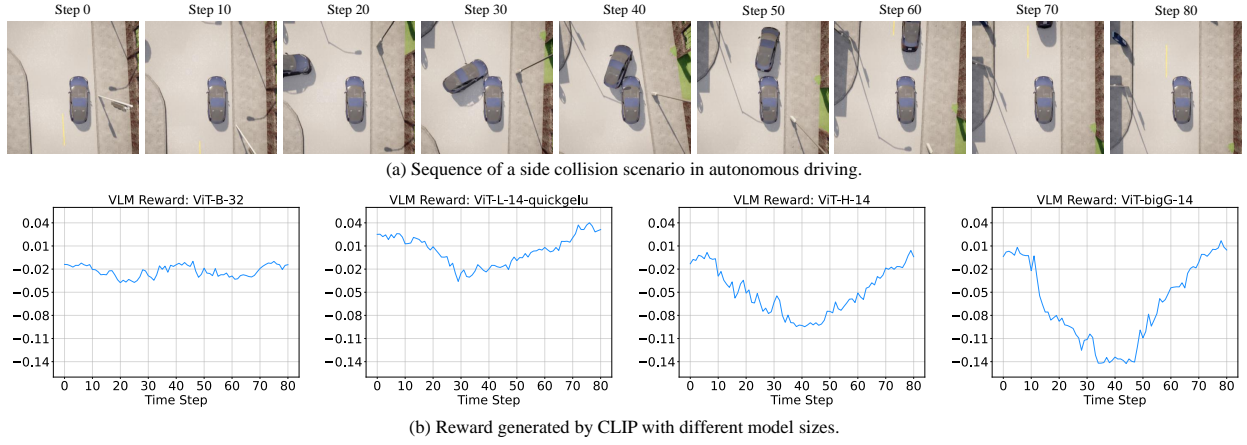 Step 0 Step 10 Step 20 Step 30 Step 40 Step 50 Step 60 Step 70 Step 80
(a) Sequence of a side collision scenario in autonomous driving.
VLM Reward: ViT-B-32 VLM Reward: ViT-L-14-quickgelu VLM Reward: ViT-H-14 VLM Reward: ViT-bigG-14
0.04 0.04 0.04 0.04
0.01 0.01 0.01 0.01
−0.02 −0.02 −0.02 −0.02
−0.05 −0.05 −0.05 −0.05
−0.08 −0.08 −0.08 −0.08
−0.11 −0.11 −0.11 −0.11
−0.14 −0.14 −0.14 −0.14
0 10 20 30 40 50 60 70 80 0 10 20 30 40 50 60 70 80 0 10 20 30 40 50 60 70 80 0 10 20 30 40 50 60 70 80
Time Step Time Step Time Step Time Step
(b) Reward generated by CLIP with different model sizes.